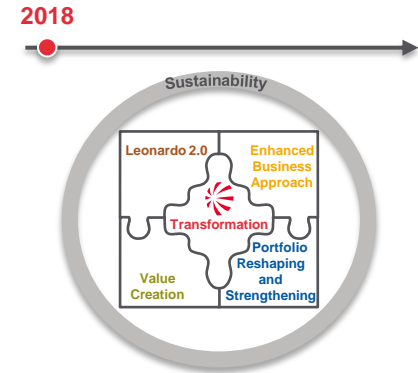 2018
Sustainability
Leonardo 2.0
Enhanced
Business
Approach
Transformation
Value
Creation
Portfolio
Reshaping
and
Strengthening